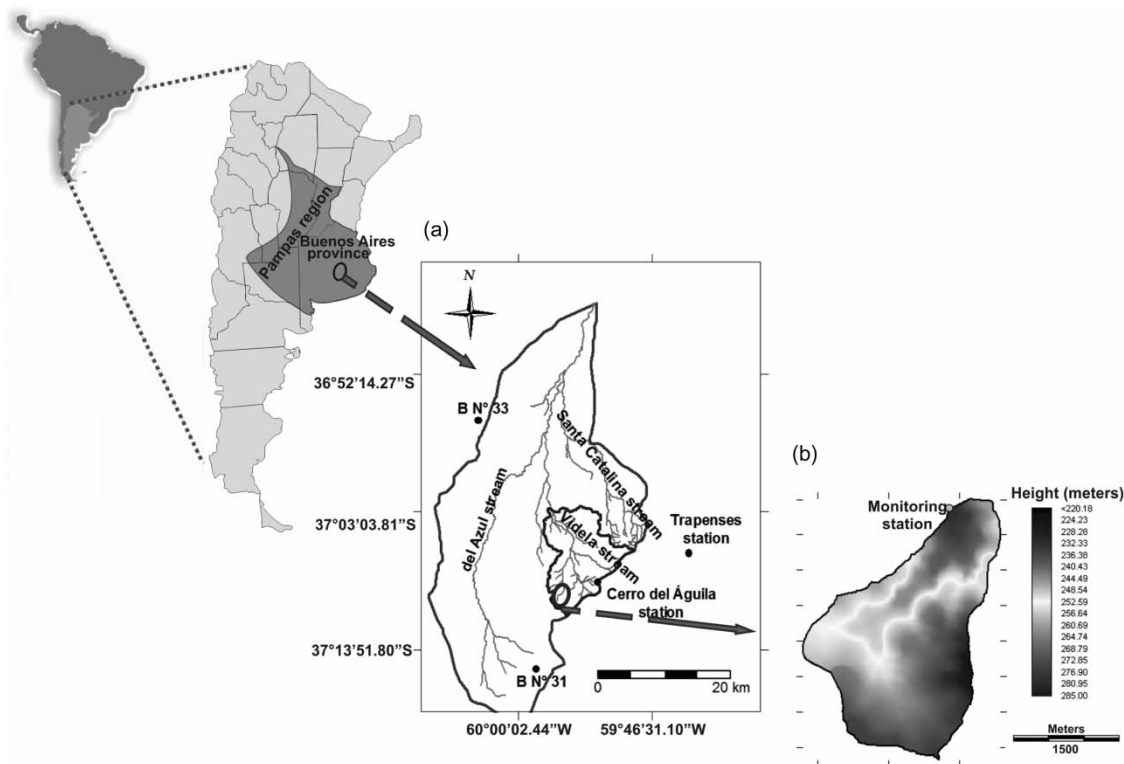 Pampas region
Buenos Aires
province
(a)
N
36°52'14.27"S
37°03'03.81"S
37°13'51.80"S
B N° 33
Santa Catalina stream
del Azul stream
Videla stream
Trapenses
station
Cerro del Águila
station
B N° 31
0
20 km
60°00'02.44"W
59°46'31.10"W
(b)
Monitoring
station
Height (meters)
<220.18
224.23
228.28
232.33
236.38
240.43
244.49
248.54
252.59
256.64
260.69
264.74
268.79
272.85
276.90
280.95
285.00
Meters
1500